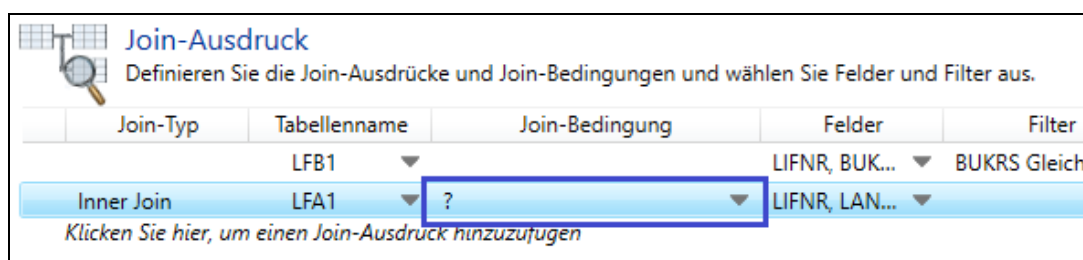 Join-Ausdruck
Definieren Sie die Join-Ausdrücke und Join-Bedingungen und wählen Sie Felder und Filter aus.
Join-Typ Tabellenname Join-Bedingung Felder Filter
LFB1 LIFNR, BUK... BUKRS Gleich
Inner Join LFA1 ? LIFNR, LAN...
Klicken Sie hier, um einen Join-Ausdruck hinzuzufügen